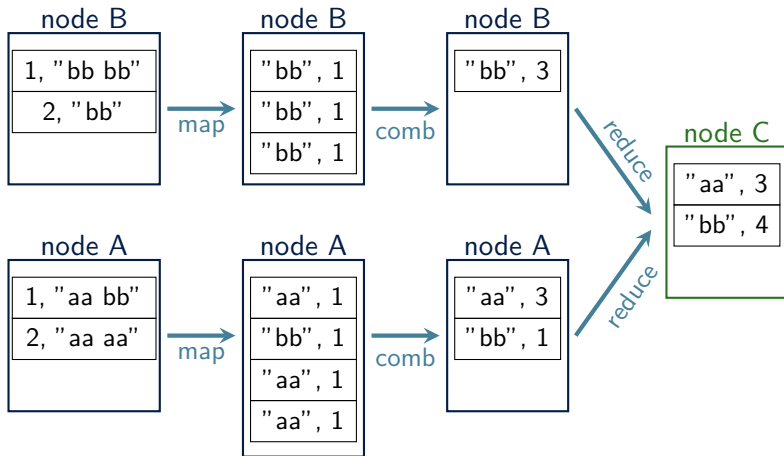 node B
1, "bb bb"
2, "bb"
map
node B
"bb", 1
"bb", 1
"bb", 1
comb
node B
"bb", 3
reduce
node A
1, "aa bb"
2, "aa aa"
map
node A
"aa", 1
"bb", 1
"aa", 1
"aa", 1
comb
node A
"aa", 3
"bb", 1
reduce
node C
"aa", 3
"bb", 4